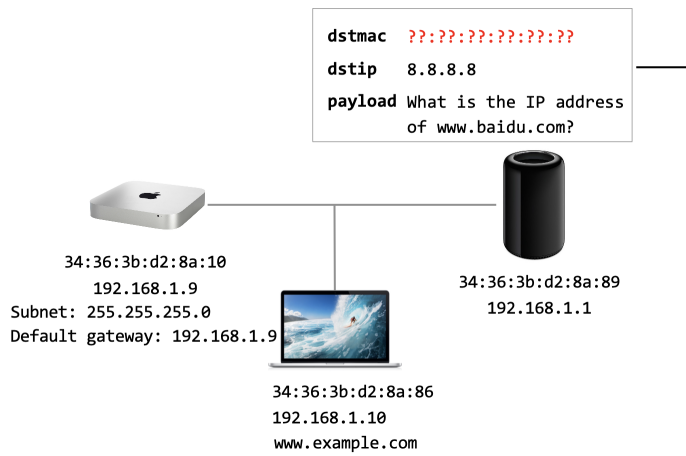 dstmac ??:??:??:??:??:??
dstip 8.8.8.8
payload What is the IP address
of www.baidu.com?
34:36:3b:d2:8a:10
192.168.1.9
Subnet: 255.255.255.0
Default gateway: 192.168.1.9
34:36:3b:d2:8a:89
192.168.1.1
34:36:3b:d2:8a:86
192.168.1.10
www.example.com